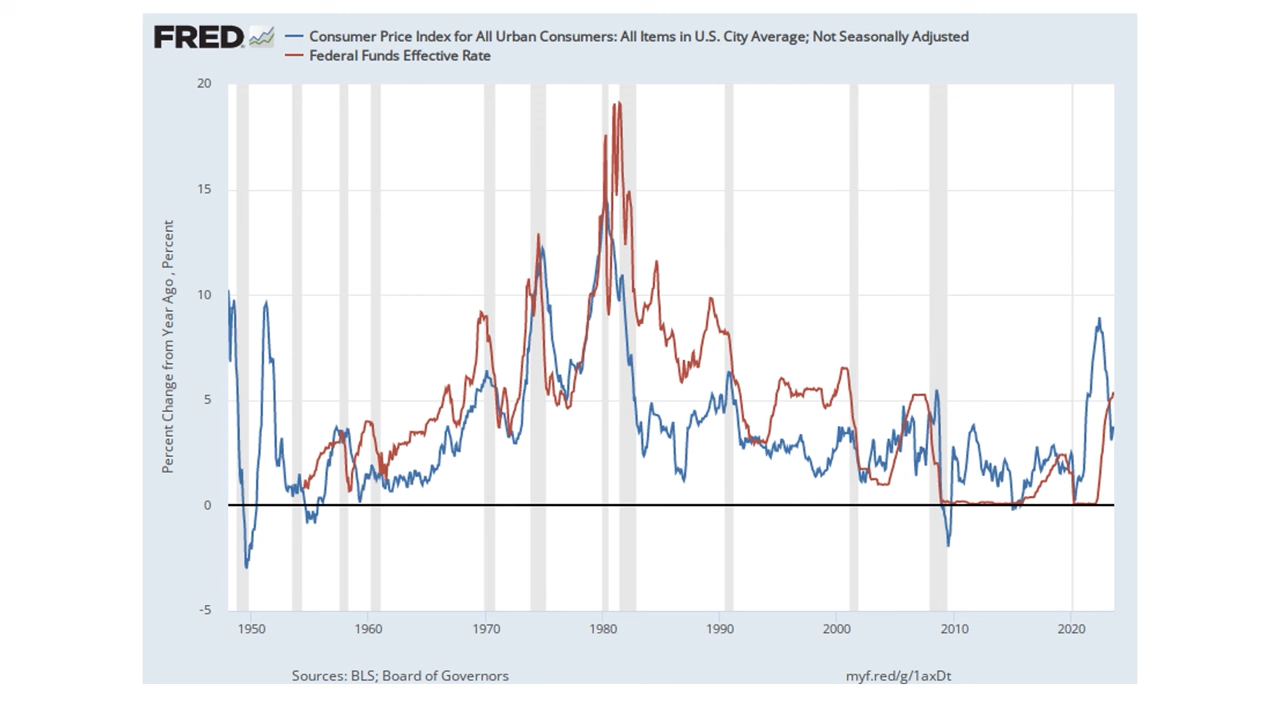 FRED
Consumer Price Index for All Urban Consumers: All Items in U.S. City Average; Not Seasonally Adjusted
Federal Funds Effective Rate
Percent Change from Year Ago , Percent
20
15
10
5
0
-5
1950 1960 1970 1980 1990 2000 2010 2020
Sources: BLS; Board of Governors myf.red/g/1axDt